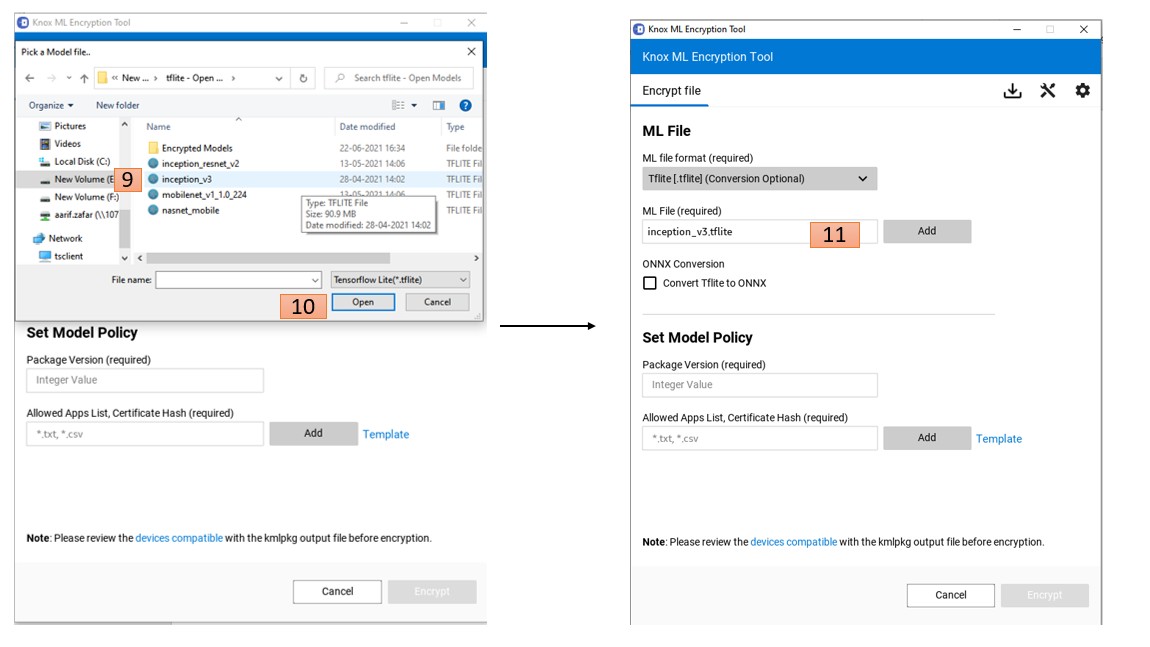 Knox ML Encryption Tool
Pick a Model file..
« New ... › tflite - Open ... ›
Search tflite - Open Models
Organize
New folder
Name
Date modified
Type
Pictures
Videos
Local Disk (C:)
New Volume (E
New Volume (F:)
aarif.zafar (\\107
Network
tsclient
Encrypted Models 22-06-2021 16:34 File folde
inception_resnet_v2 13-05-2021 14:06 TFLITE Fil
inception_v3 28-04-2021 14:02 TFLITE Fil
mobilenet_v1_1.0_224 13-05-2021 14:06 TFLITE Fil
nasnet_mobile TFLITE Fil
Type: TFLITE File
Size: 90.9 MB
Date modified: 28-04-2021 14:02
9
File name:
Tensorflow Lite(*.tflite)
10
Open
Cancel
Set Model Policy
Package Version (required)
Integer Value
Allowed Apps List, Certificate Hash (required)
*.txt, *.csv
Add
Template
Note: Please review the devices compatible with the kmlpkg output file before encryption.
Cancel
Encrypt
Knox ML Encryption Tool
Knox ML Encryption Tool
Encrypt file
ML File
ML file format (required)
Tflite [.tflite] (Conversion Optional)
ML File (required)
inception_v3.tflite
11
Add
ONNX Conversion
Convert Tflite to ONNX
Set Model Policy
Package Version (required)
Integer Value
Allowed Apps List, Certificate Hash (required)
*.txt, *.csv
Add
Template
Note: Please review the devices compatible with the kmlpkg output file before encryption.
Cancel
Encrypt